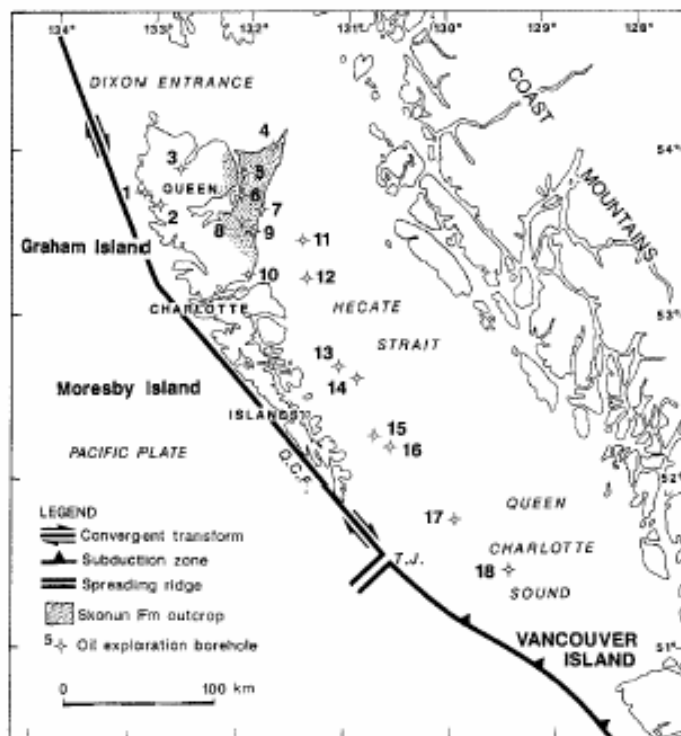 134° 133° 132° 131° 130° 129° 128°
DIXON ENTRANCE
COAST
MOUNTAINS
4
54°
3
5
QUEEN
1
6
2
7
8
9
11
Graham Island
10
12
CHARLOTTE
HECATE
53°
STRAIT
13
14
Moresby Island
ISLANDS
15
16
PACIFIC PLATE
Q.C.F.
52°
LEGEND
Convergent transform
Subduction zone
Spreading ridge
Skonun Fm outcrop
5 Oil exploration borehole
17
QUEEN
CHARLOTTE
T.J.
18
SOUND
VANCOUVER
ISLAND
51°
0 100 km